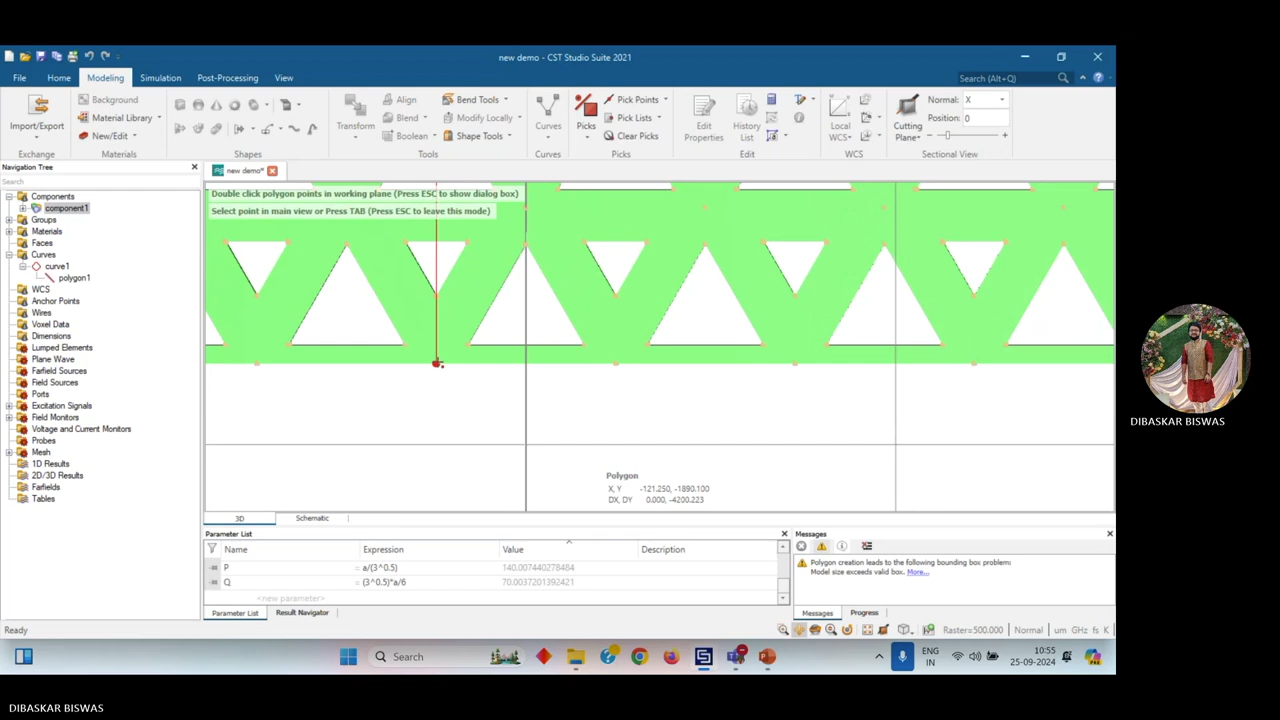 new demo - CST Studio Suite 2021
File Home Modeling Simulation Post-Processing View
Search (Alt+Q)
Import/Export
Exchange
Background
Material Library
New/Edit
Materials
Shapes
Transform
Align
Blend
Boolean
Bend Tools
Modify Locally
Shape Tools
Tools
Curves
Curves
Picks
Pick Points
Pick Lists
Clear Picks
Picks
Edit
Properties
History
List
Edit
Local
WCS
WCS
Cutting
Plane
Normal: X
Position: 0
Sectional View
Navigation Tree
Search
Components
component1
Groups
Materials
Faces
Curves
curve1
polygon1
WCS
Anchor Points
Wires
Voxel Data
Dimensions
Lumped Elements
Plane Wave
Farfield Sources
Field Sources
Ports
Excitation Signals
Field Monitors
Voltage and Current Monitors
Probes
Mesh
1D Results
2D/3D Results
Farfields
Tables
new demo*
Double click polygon points in working plane (Press ESC to show dialog box)
Select point in main view or Press TAB (Press ESC to leave this mode)
Polygon
X, Y -121.250, -1890.100
DX, DY 0.000, -4200.223
3D Schematic
Parameter List
Name Expression Value Description
P = a/(3^0.5) 140.007440278484
Q = (3^0.5)*a/6 70.0037201392421
<new parameter>
Parameter List Result Navigator
Messages
Polygon creation leads to the following bounding box problem:
Model size exceeds valid box. More...
Messages Progress
Ready
Raster=500.000 Normal um GHz fs K
Search
ENG
IN
10:55
25-09-2024
DIBASKAR BISWAS
DIBASKAR BISWAS